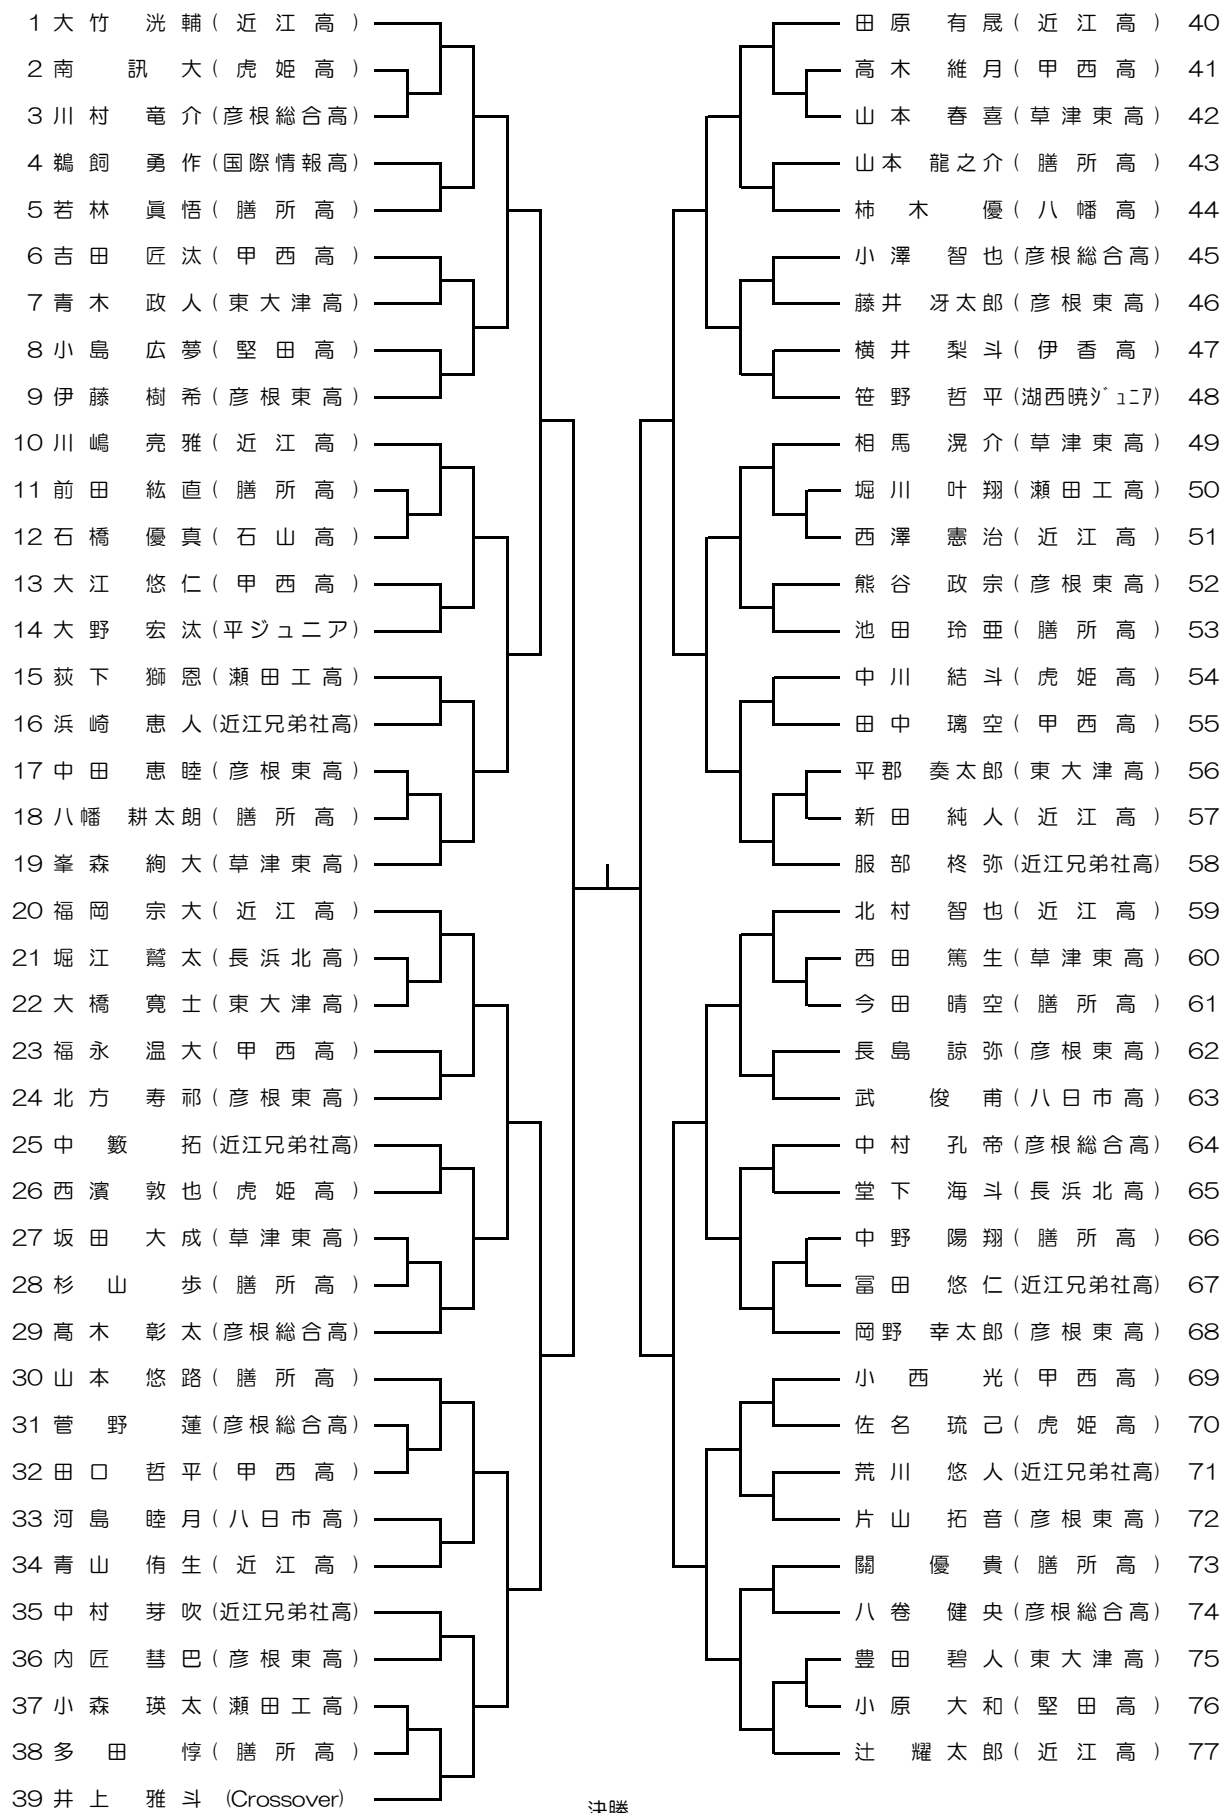 1 大竹 洸輔 (近江高)
2 南 訊大 (虎姫高)
3 川村 竜介 (彦根総合高)
4 鵜飼 勇作 (国際情報高)
5 若林 眞悟 (膳所高)
6 吉田 匠汰 (甲西高)
7 青木 政人 (東大津高)
8 小島 広夢 (堅田高)
9 伊藤 樹希 (彦根東高)
10 川嶋 亮雅 (近江高)
11 前田 紘直 (膳所高)
12 石橋 優真 (石山高)
13 大江 悠仁 (甲西高)
14 大野 宏汰 (平ジュニア)
15 荻下 獅恩 (瀬田工高)
16 浜崎 恵人 (近江兄弟社高)
17 中田 恵睦 (彦根東高)
18 八幡 耕太朗 (膳所高)
19 峯森 絢大 (草津東高)
20 福岡 宗大 (近江高)
21 堀江 鷲太 (長浜北高)
22 大橋 寛士 (東大津高)
23 福永 温大 (甲西高)
24 北方 寿祁 (彦根東高)
25 中籔 拓 (近江兄弟社高)
26 西濱 敦也 (虎姫高)
27 坂田 大成 (草津東高)
28 杉山 歩 (膳所高)
29 髙木 彰太 (彦根総合高)
30 山本 悠路 (膳所高)
31 菅野 蓮 (彦根総合高)
32 田口 哲平 (甲西高)
33 河島 睦月 (八日市高)
34 青山 侑生 (近江高)
35 中村 芽吹 (近江兄弟社高)
36 内匠 彗巴 (彦根東高)
37 小森 瑛太 (瀬田工高)
38 多田 惇 (膳所高)
39 井上 雅斗 (Crossover)
田原 有晟 (近江高) 40
高木 維月 (甲西高) 41
山本 春喜 (草津東高) 42
山本 龍之介 (膳所高) 43
柿木 優 (八幡高) 44
小澤 智也 (彦根総合高) 45
藤井 冴太郎 (彦根東高) 46
横井 梨斗 (伊香高) 47
笹野 哲平 (湖西暁ｼﾞｭﾆｱ) 48
相馬 滉介 (草津東高) 49
堀川 叶翔 (瀬田工高) 50
西澤 憲治 (近江高) 51
熊谷 政宗 (彦根東高) 52
池田 玲亜 (膳所高) 53
中川 結斗 (虎姫高) 54
田中 璃空 (甲西高) 55
平郡 奏太郎 (東大津高) 56
新田 純人 (近江高) 57
服部 柊弥 (近江兄弟社高) 58
北村 智也 (近江高) 59
西田 篤生 (草津東高) 60
今田 晴空 (膳所高) 61
長島 諒弥 (彦根東高) 62
武 俊甫 (八日市高) 63
中村 孔帝 (彦根総合高) 64
堂下 海斗 (長浜北高) 65
中野 陽翔 (膳所高) 66
冨田 悠仁 (近江兄弟社高) 67
岡野 幸太郎 (彦根東高) 68
小西 光 (甲西高) 69
佐名 琉己 (虎姫高) 70
荒川 悠人 (近江兄弟社高) 71
片山 拓音 (彦根東高) 72
關 優貴 (膳所高) 73
八巻 健央 (彦根総合高) 74
豊田 碧人 (東大津高) 75
小原 大和 (堅田高) 76
辻 耀太郎 (近江高) 77
決勝